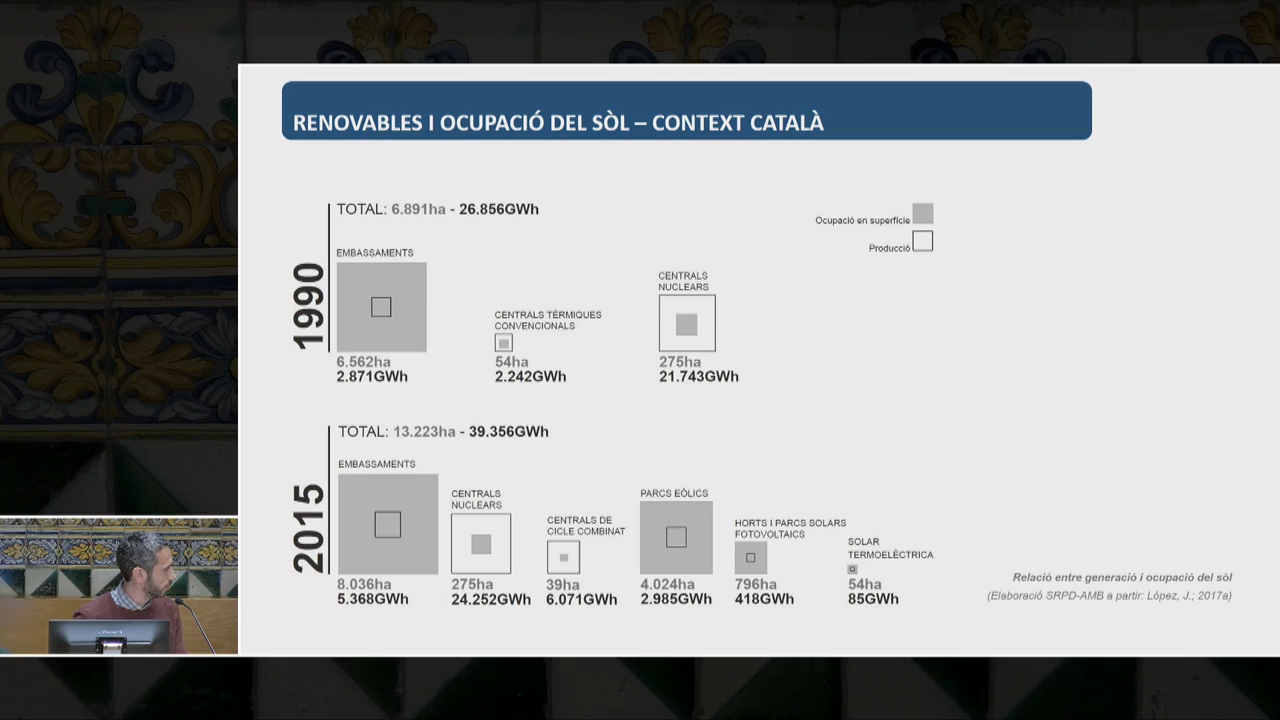 RENOVABLES I OCUPACIÓ DEL SÒL – CONTEXT CATALÀ
1990
TOTAL: 6.891ha - 26.856GWh
Ocupació en superfície
Producció
EMBASSAMENTS
6.562ha
2.871GWh
CENTRALS TÈRMIQUES
CONVENCIONALS
54ha
2.242GWh
CENTRALS
NUCLEARS
275ha
21.743GWh
2015
TOTAL: 13.223ha - 39.356GWh
EMBASSAMENTS
8.036ha
5.368GWh
CENTRALS
NUCLEARS
275ha
24.252GWh
CENTRALS DE
CICLE COMBINAT
39ha
6.071GWh
PARCS EÒLICS
4.024ha
2.985GWh
HORTS I PARCS SOLARS
FOTOVOLTAICS
796ha
418GWh
SOLAR
TERMOELÈCTRICA
54ha
85GWh
Relació entre generació i ocupació del sòl
(Elaboració SRPD-AMB a partir: López, J.; 2017a)